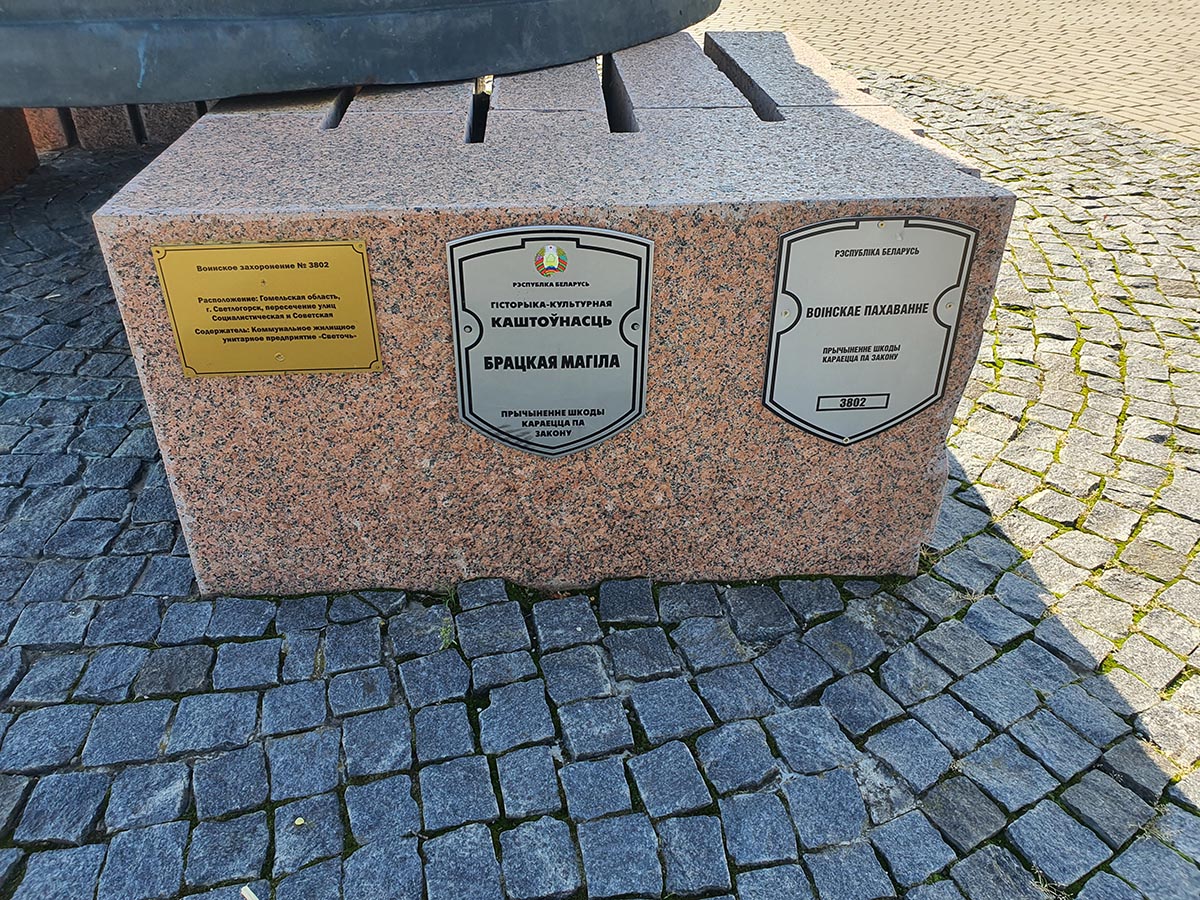 Воинское захоронение № 3802
Расположение: Гомельская область,
г. Светлогорск, пересечение улиц
Социалистическая и Советская
Содержатель: Коммунальное жилищное
унитарное предприятие «Светочь»
РЭСПУБЛІКА БЕЛАРУСЬ
ГІСТОРЫКА-КУЛЬТУРНАЯ
КАШТОЎНАСЦЬ
БРАЦКАЯ МАГІЛА
ПРЫЧЫНЕННЕ ШКОДЫ
КАРАЕЦЦА ПА
ЗАКОНУ
РЭСПУБЛІКА БЕЛАРУСЬ
ВОІНСКАЕ ПАХАВАННЕ
ПРЫЧЫНЕННЕ ШКОДЫ
КАРАЕЦЦА ПА ЗАКОНУ
3802